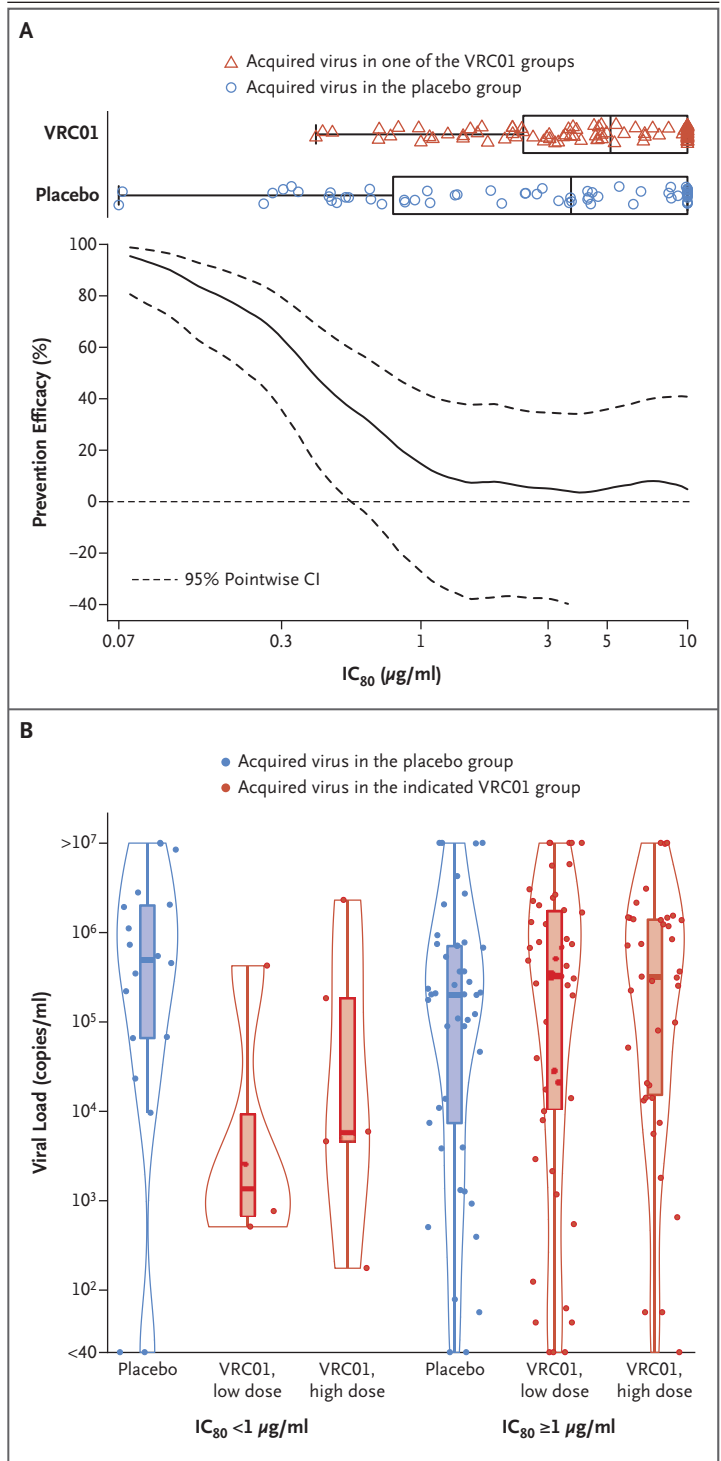 A
Acquired virus in one of the VRC01 groups
Acquired virus in the placebo group
VRC01
Placebo
100
80
60
40
20
0
–20
–40
Prevention Efficacy (%)
95% Pointwise CI
0.07
0.3
1
3
5
10
IC80 (µg/ml)
B
Acquired virus in the placebo group
Acquired virus in the indicated VRC01 group
>10⁷
10⁶
10⁵
10⁴
10³
10²
<40
Viral Load (copies/ml)
Placebo
VRC01, low dose
VRC01, high dose
Placebo
VRC01, low dose
VRC01, high dose
IC80 <1 µg/ml
IC80 ≥1 µg/ml